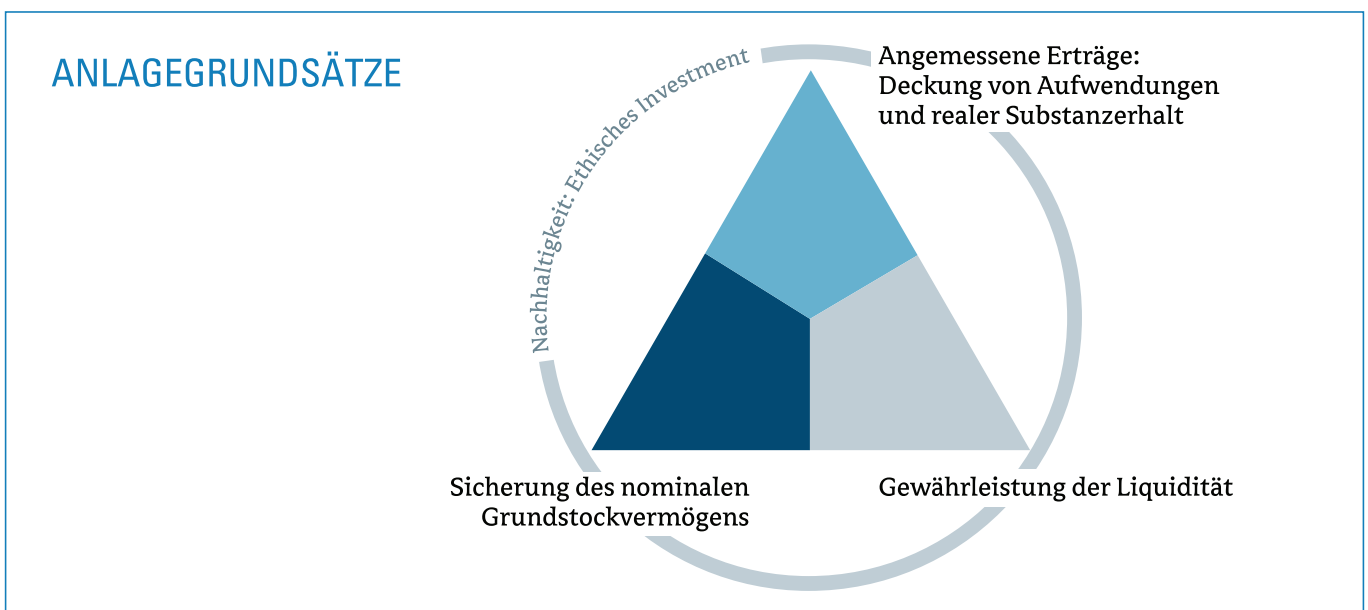 ANLAGEGRUNDSÄTZE
Nachhaltigkeit: Ethisches Investment
Angemessene Erträge:
Deckung von Aufwendungen
und realer Substanzerhalt
Sicherung des nominalen
Grundstockvermögens
Gewährleistung der Liquidität